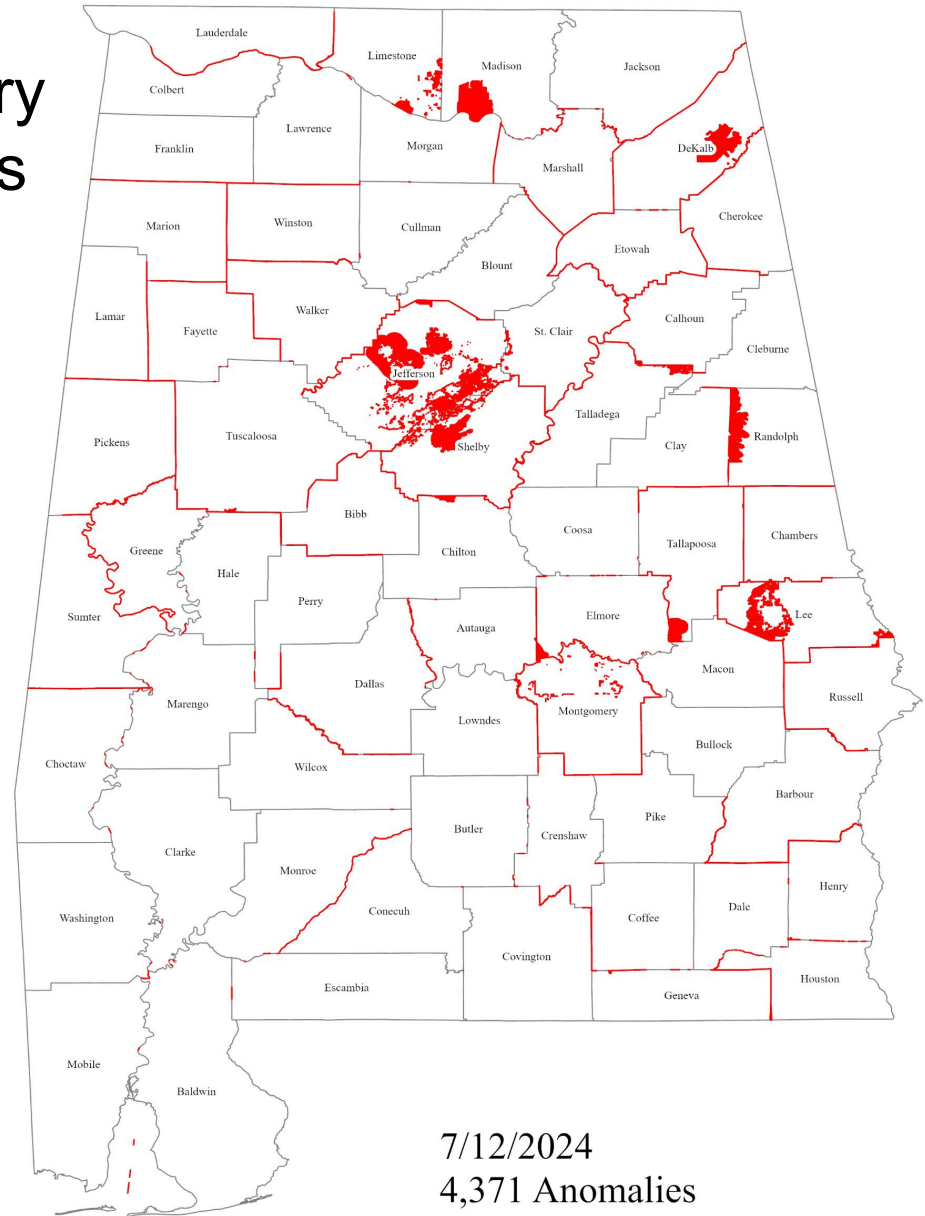 ry
s
Lauderdale
Limestone
Madison
Jackson
Colbert
Lawrence
Franklin
Morgan
DeKalb
Marshall
Marion
Winston
Cullman
Cherokee
Etowah
Blount
Lamar
Walker
Fayette
St. Clair
Calhoun
Cleburne
Jefferson
Talladega
Pickens
Tuscaloosa
Shelby
Clay
Randolph
Bibb
Coosa
Tallapoosa
Chambers
Greene
Chilton
Hale
Perry
Sumter
Autauga
Elmore
Lee
Macon
Dallas
Marengo
Lowndes
Montgomery
Russell
Bullock
Choctaw
Wilcox
Barbour
Butler
Crenshaw
Pike
Clarke
Monroe
Henry
Conecuh
Washington
Coffee
Dale
Covington
Escambia
Geneva
Houston
Mobile
Baldwin
7/12/2024
4,371 Anomalies